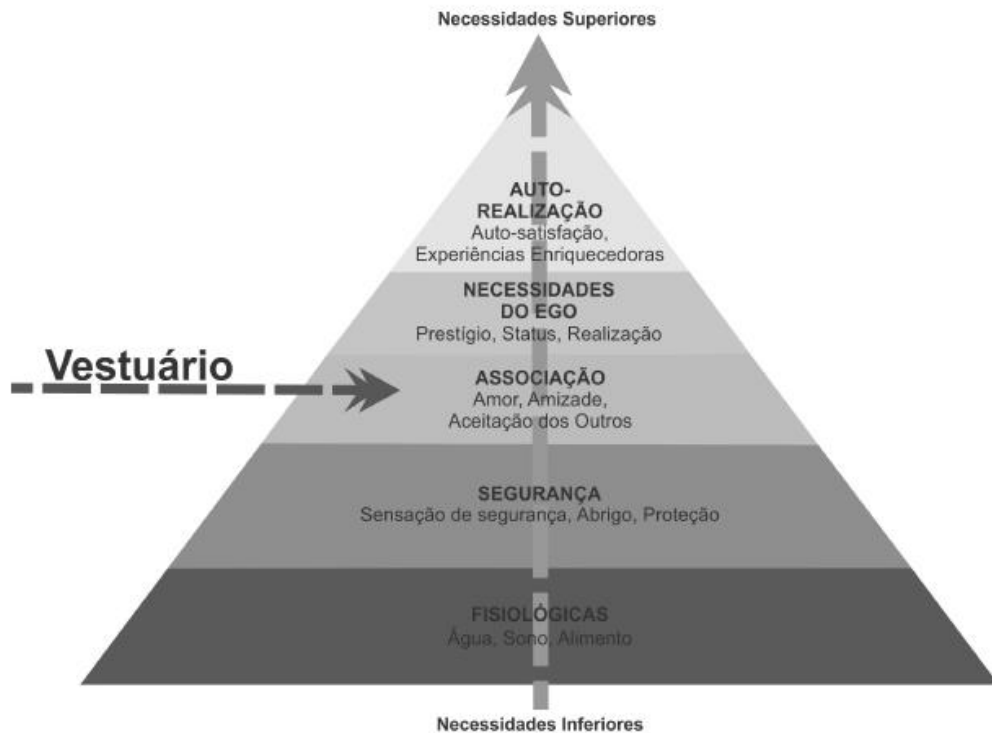 Necessidades Superiores
AUTO-
REALIZAÇÃO
Auto-satisfação,
Experiências Enriquecedoras
NECESSIDADES
DO EGO
Prestígio, Status, Realização
Vestuário
ASSOCIAÇÃO
Amor, Amizade,
Aceitação dos Outros
SEGURANÇA
Sensação de segurança, Abrigo, Proteção
FISIOLÓGICAS
Água, Sono, Alimento
Necessidades Inferiores